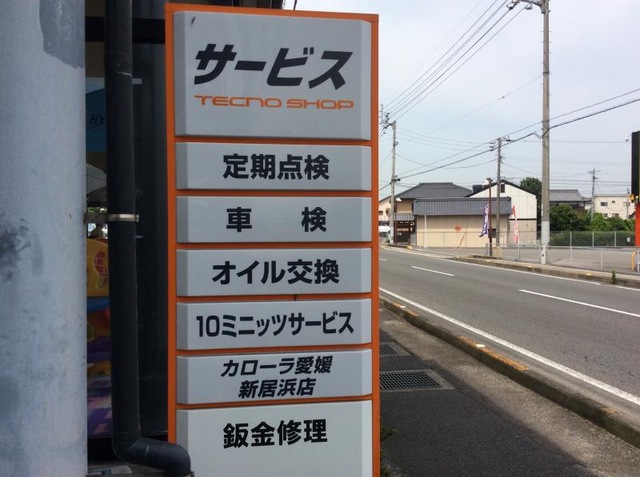 サービス
TECNO SHOP
定期点検
車　検
オイル交換
10ミニッツサービス
カローラ愛媛
新居浜店
鈑金修理